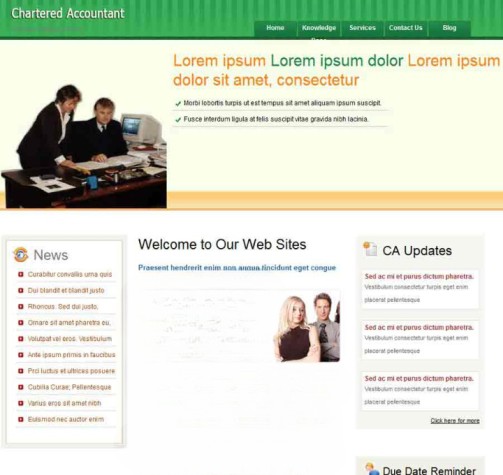 Chartered Accountant
Home Knowledge Services Contact Us Blog
Lorem ipsum Lorem ipsum dolor Lorem ipsum
dolor sit amet, consectetur
Morbi lobortis turpis ut est tempus sit amet aliquam ipsum suscipit.
Fusce interdum ligula at felis suscipit vitae gravida nibh lacinia.
News
Curabitur convallis urna quis
Dui blandit et blandit justo
Rhoncus. Sed dui justo,
Ornare sit amet pharetra eu,
Volutpat vel eros. Vestibulum
Ante ipsum primis in faucibus
Prci luctus et ultrices posuere
Cubilia Curae; Pellentesque
Varius eros sit amet nibh
Euismod nec auctor enim
Welcome to Our Web Sites
Praesent hendrerit enim non annun tincidunt eget congue
CA Updates
Sed ac mi et purus dictum pharetra.
Vestibulum consectetur turpis eget enim
placerat pellentesque
Sed ac mi et purus dictum pharetra.
Vestibulum consectetur turpis eget enim
placerat pellentesque
Sed ac mi et purus dictum pharetra.
Vestibulum consectetur turpis eget enim
placerat pellentesque
Click here for more
Due Date Reminder